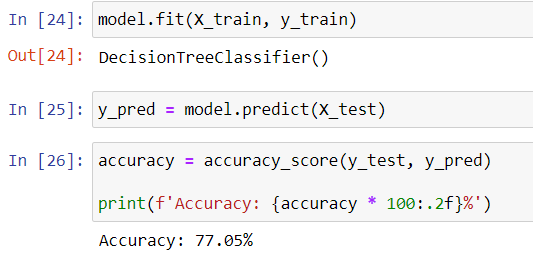 In [24]: model.fit(X_train, y_train)
Out[24]: DecisionTreeClassifier()
In [25]: y_pred = model.predict(X_test)
In [26]: accuracy = accuracy_score(y_test, y_pred)
print(f'Accuracy: {accuracy * 100:.2f}%')
Accuracy: 77.05%